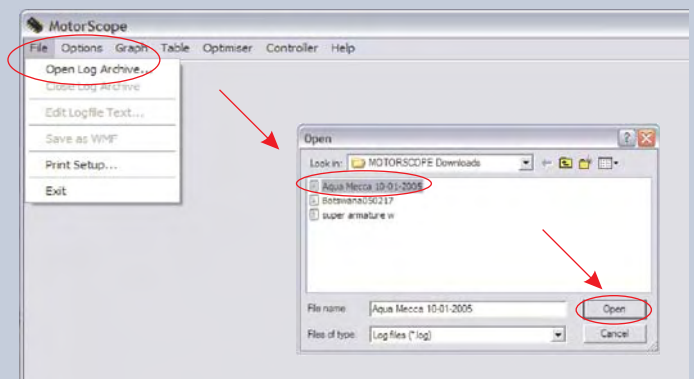 MotorScope
File Options Graph Table Optimiser Controller Help
Open Log Archive...
Close Log Archive
Edit Logfile Text...
Save as WMF
Print Setup...
Exit
Open
Look in: MOTORSCOPE Downloads
Aqua Mecca 10-01-2005
Botswana050217
super armature w
File name: Aqua Mecca 10-01-2005 Open
Files of type: Log files (*.log) Cancel